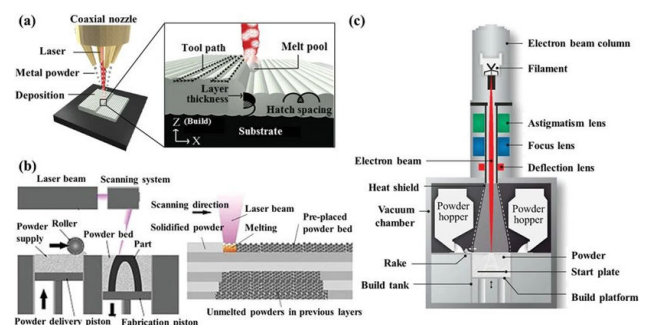 (a)
Coaxial nozzle
Laser
Metal powder
Deposition
Tool path
Melt pool
Layer
thickness
Hatch spacing
Z (Build)
X
Substrate
(b)
Laser beam
Scanning system
Roller
Powder
supply
Powder bed
Part
Powder delivery piston
Fabrication piston
Scanning direction
Solidified powder
Laser beam
Melting
Pre-placed
powder bed
Unmelted powders in previous layers
(c)
Electron beam column
Filament
Astigmatism lens
Focus lens
Deflection lens
Electron beam
Heat shield
Vacuum
chamber
Powder
hopper
Powder
hopper
Rake
Build tank
Powder
Start plate
Build platform